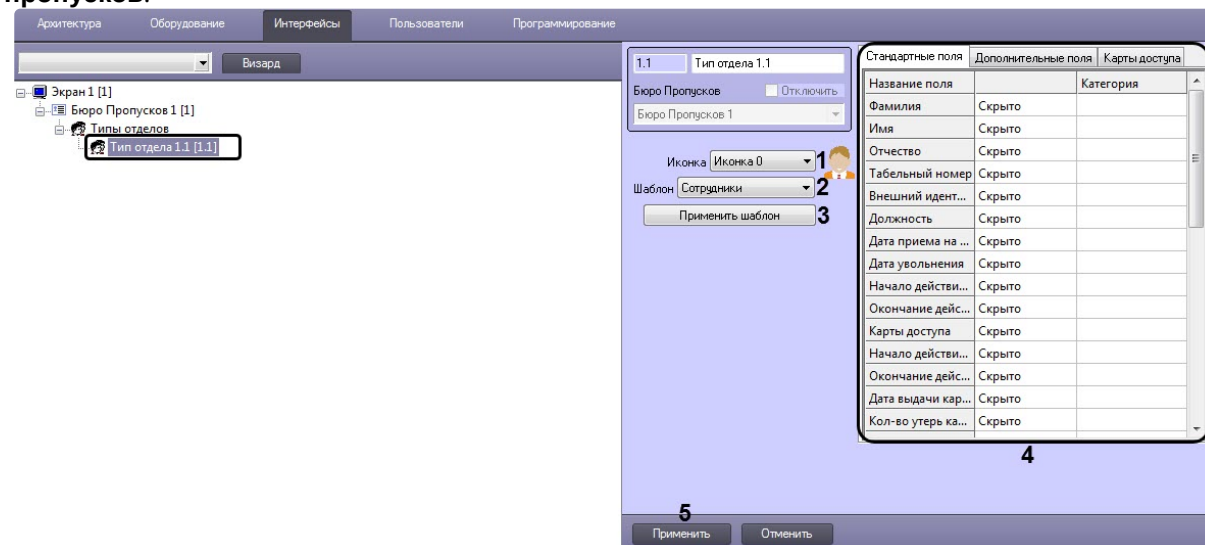 пропусков.
Архитектура Оборудование Интерфейсы Пользователи Программирование
Визард
Экран 1 [1]
Бюро Пропусков 1 [1]
Типы отделов
Тип отдела 1.1 [1.1]
1.1 Тип отдела 1.1
Бюро Пропусков Отключить
Бюро Пропусков 1
Иконка Иконка 0 1
Шаблон Сотрудники 2
Применить шаблон 3
Стандартные поля Дополнительные поля Карты доступа
Название поля Категория
Фамилия Скрыто
Имя Скрыто
Отчество Скрыто
Табельный номер Скрыто
Внешний идент... Скрыто
Должность Скрыто
Дата приема на ... Скрыто
Дата увольнения Скрыто
Начало действи... Скрыто
Окончание дейс... Скрыто
Карты доступа Скрыто
Начало действи... Скрыто
Окончание дейс... Скрыто
Дата выдачи кар... Скрыто
Кол-во утерь ка... Скрыто
4
5
Применить Отменить